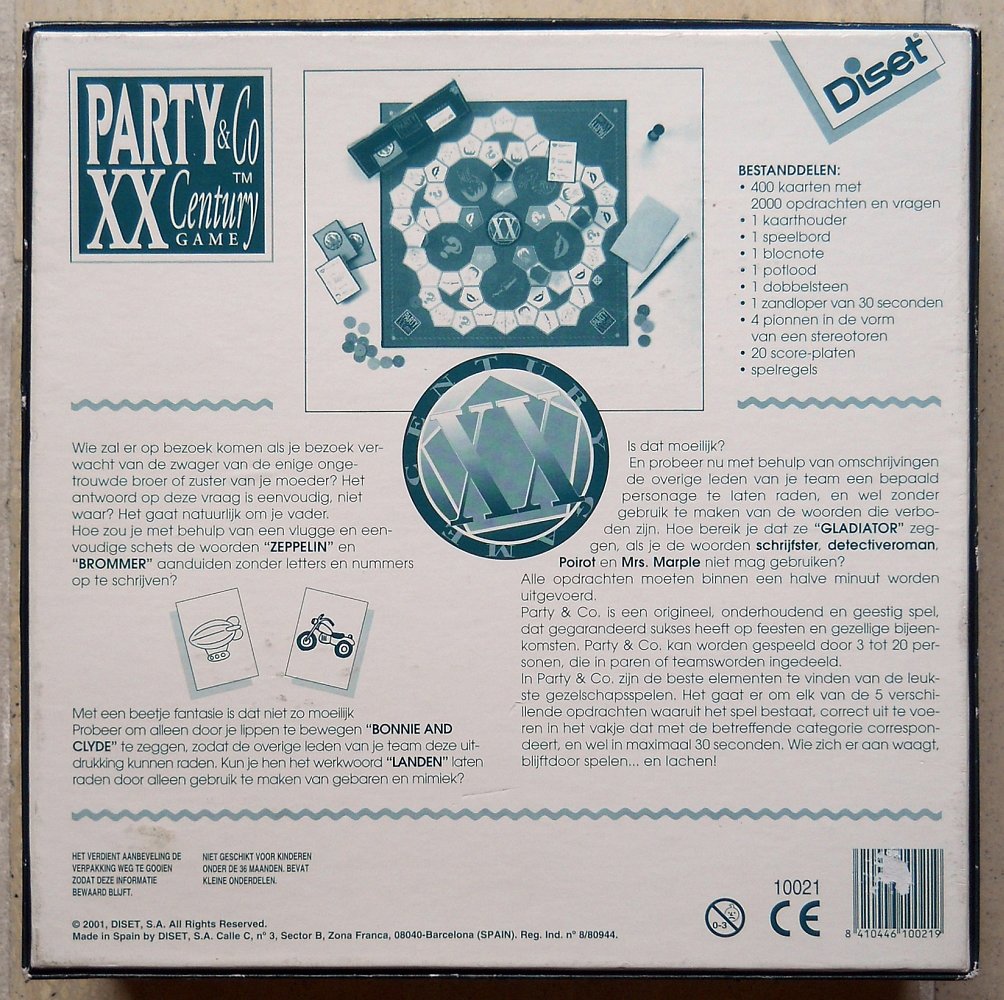 PARTY & Co
XX Century TM
GAME
Diset®
BESTANDDELEN:
• 400 kaarten met
2000 opdrachten en vragen
• 1 kaarthouder
• 1 speelbord
• 1 blocnote
• 1 potlood
• 1 dobbelsteen
• 1 zandloper van 30 seconden
• 4 pionnen in de vorm
van een stereotoren
• 20 score-platen
• spelregels
XX
CENTURY GAME
XX
Wie zal er op bezoek komen als je bezoek ver-
wacht van de zwager van de enige onge-
trouwde broer of zuster van je moeder? Het
antwoord op deze vraag is eenvoudig, niet
waar? Het gaat natuurlijk om je vader.
Hoe zou je met behulp van een vlugge en een-
voudige schets de woorden "ZEPPELIN" en
"BROMMER" aanduiden zonder letters en nummers
op te schrijven?
Met een beetje fantasie is dat niet zo moeilijk
Probeer om alleen door je lippen te bewegen "BONNIE AND
CLYDE" te zeggen, zodat de overige leden van je team deze uit-
drukking kunnen raden. Kun je hen het werkwoord "LANDEN" laten
raden door alleen gebruik te maken van gebaren en mimiek?
Is dat moeilijk?
En probeer nu met behulp van omschrijvingen
de overige leden van je team een bepaald
personage te laten raden, en wel zonder
gebruik te maken van de woorden die verbo-
den zijn. Hoe bereik je dat ze "GLADIATOR" zeg-
gen, als je de woorden schrijfster, detectiveroman,
Poirot en Mrs. Marple niet mag gebruiken?
Alle opdrachten moeten binnen een halve minuut worden
uitgevoerd.
Party & Co. is een origineel, onderhoudend en geestig spel,
dat gegarandeerd sukses heeft op feesten en gezellige bijeen-
komsten. Party & Co. kan worden gespeeld door 3 tot 20 per-
sonen, die in paren of teamsworden ingedeeld.
In Party & Co. zijn de beste elementen te vinden van de leuk-
ste gezelschapsspelen. Het gaat er om elk van de 5 verschi-
llende opdrachten waaruit het spel bestaat, correct uit te voe-
ren in het vakje dat met de betreffende categorie correspon-
deert, en wel in maximaal 30 seconden. Wie zich er aan waagt,
blijftdoor spelen... en lachen!
HET VERDIENT AANBEVELING DE
VERPAKKING WEG TE GOOIEN
ZODAT DEZE INFORMATIE
BEWAARD BLIJFT.
NIET GESCHIKT VOOR KINDEREN
ONDER DE 36 MAANDEN. BEVAT
KLEINE ONDERDELEN.
© 2001, DISET, S.A. All Rights Reserved.
Made in Spain by DISET, S.A. Calle C, nº 3, Sector B, Zona Franca, 08040-Barcelona (SPAIN). Reg. Ind. nº 8/80944.
0-3
10021
CE
8 410446 100219